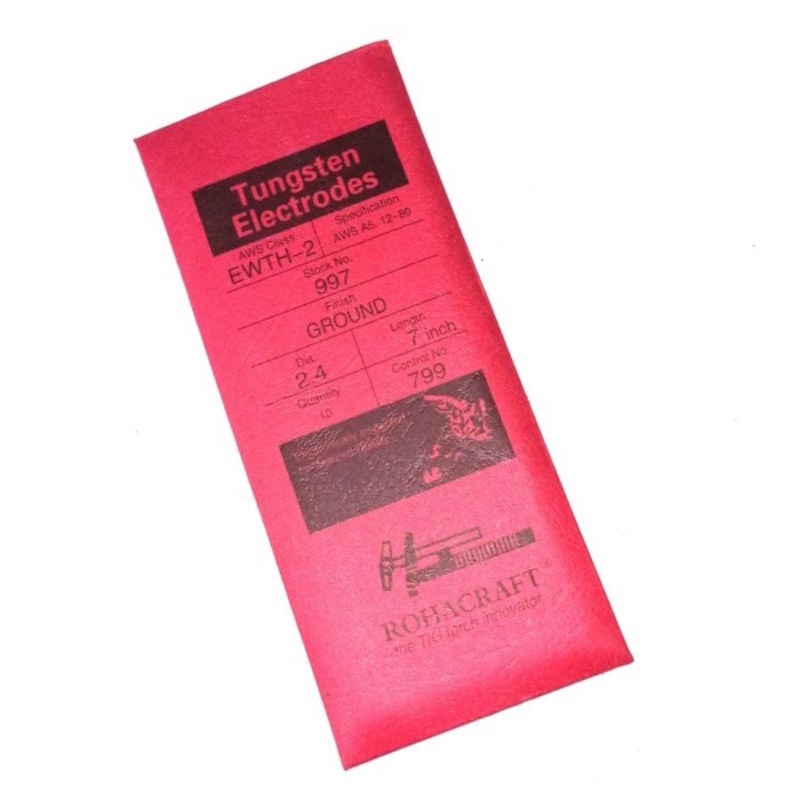 Tungsten
Electrodes
AWS Class
EWTH-2
Specification
AWS A5. 12-80
Stock No.
997
Finish
GROUND
Dia.
2.4
Length
7 inch
Quantity
10
Control No.
799
ROHACRAFT®
the TIG torch innovator